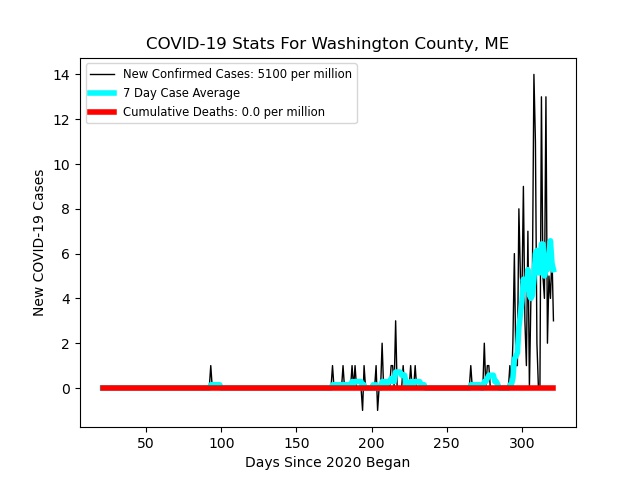 COVID-19 Stats For Washington County, ME
New Confirmed Cases: 5100 per million
7 Day Case Average
Cumulative Deaths: 0.0 per million
New COVID-19 Cases
14
12
10
8
6
4
2
0
50 100 150 200 250 300
Days Since 2020 Began